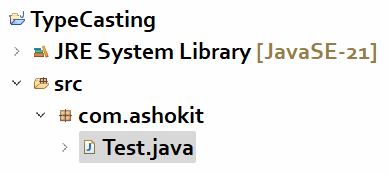 TypeCasting
JRE System Library [JavaSE-21]
src
com.ashokit
Test.java